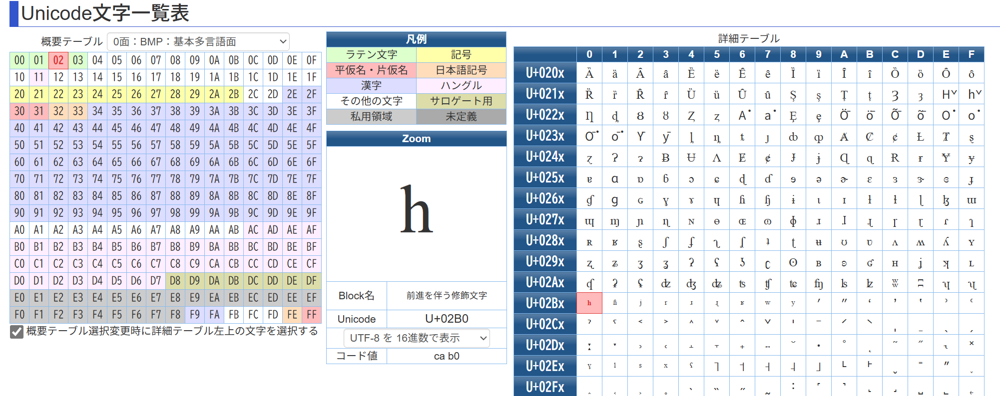 Unicode文字一覧表
概要テーブル 0面：BMP：基本多言語面
00 01 02 03 04 05 06 07 08 09 0A 0B 0C 0D 0E 0F
10 11 12 13 14 15 16 17 18 19 1A 1B 1C 1D 1E 1F
20 21 22 23 24 25 26 27 28 29 2A 2B 2C 2D 2E 2F
30 31 32 33 34 35 36 37 38 39 3A 3B 3C 3D 3E 3F
40 41 42 43 44 45 46 47 48 49 4A 4B 4C 4D 4E 4F
50 51 52 53 54 55 56 57 58 59 5A 5B 5C 5D 5E 5F
60 61 62 63 64 65 66 67 68 69 6A 6B 6C 6D 6E 6F
70 71 72 73 74 75 76 77 78 79 7A 7B 7C 7D 7E 7F
80 81 82 83 84 85 86 87 88 89 8A 8B 8C 8D 8E 8F
90 91 92 93 94 95 96 97 98 99 9A 9B 9C 9D 9E 9F
A0 A1 A2 A3 A4 A5 A6 A7 A8 A9 AA AB AC AD AE AF
B0 B1 B2 B3 B4 B5 B6 B7 B8 B9 BA BB BC BD BE BF
C0 C1 C2 C3 C4 C5 C6 C7 C8 C9 CA CB CC CD CE CF
D0 D1 D2 D3 D4 D5 D6 D7 D8 D9 DA DB DC DD DE DF
E0 E1 E2 E3 E4 E5 E6 E7 E8 E9 EA EB EC ED EE EF
F0 F1 F2 F3 F4 F5 F6 F7 F8 F9 FA FB FC FD FE FF
概要テーブル選択変更時に詳細テーブル左上の文字を選択する
凡例
ラテン文字 記号
平仮名・片仮名 日本語記号
漢字 ハングル
その他の文字 サロゲート用
私用領域 未定義
Zoom
h
Block名 前進を伴う修飾文字
Unicode U+02B0
UTF-8 を 16進数で表示
コード値 ca b0
詳細テーブル
0 1 2 3 4 5 6 7 8 9 A B C D E F
U+020x Ȁ ȁ Ȃ ȃ Ȅ ȅ Ȇ ȇ Ȉ ȉ Ȋ ȋ Ȍ ȍ Ȏ ȏ
U+021x Ȑ ȑ Ȓ ȓ Ȕ ȕ Ȗ ȗ Ș ș Ț ț Ȝ ȝ Ȟ ȟ
U+022x Ƞ ȡ Ȣ ȣ Ȥ ȥ Ȧ ȧ Ȩ ȩ Ȫ ȫ Ȭ ȭ Ȯ ȯ
U+023x Ȱ ȱ Ȳ ȳ ȴ ȵ ȶ ȷ ȸ ȹ Ⱥ Ȼ ȼ Ƚ Ⱦ ȿ
U+024x ɀ Ɂ ɂ Ƀ Ʉ Ʌ Ɇ ɇ Ɉ ɉ Ɋ ɋ Ɍ ɍ Ɏ ɏ
U+025x ɐ ɑ ɒ ɓ ɔ ɕ ɖ ɗ ɘ ə ɚ ɛ ɜ ɝ ɞ ɟ
U+026x ɠ ɡ ɢ ɣ ɤ ɥ ɦ ɧ ɨ ɩ ɪ ɫ ɬ ɭ ɮ ɯ
U+027x ɰ ɱ ɲ ɳ ɴ ɵ ɶ ɷ ɸ ɹ ɺ ɻ ɼ ɽ ɾ ɿ
U+028x ʀ ʁ ʂ ʃ ʄ ʅ ʆ ʇ ʈ ʉ ʊ ʋ ʌ ʍ ʎ ʏ
U+029x ʐ ʑ ʒ ʓ ʔ ʕ ʖ ʗ ʘ ʙ ʚ ʛ ʜ ʝ ʞ ʟ
U+02Ax ʠ ʡ ʢ ʣ ʤ ʥ ʦ ʧ ʨ ʩ ʪ ʫ ʬ ʭ ʮ ʯ
U+02Bx ʰ ʱ ʲ ʳ ʴ ʵ ʶ ʷ ʸ ʹ ʺ ʻ ʼ ʽ ʾ ʿ
U+02Cx ˀ ˁ ˂ ˃ ˄ ˅ ˆ ˇ ˈ ˉ ˊ ˋ ˌ ˍ ˎ ˏ
U+02Dx ː ˑ ˒ ˓ ˔ ˕ ˖ ˗ ˘ ˙ ˚ ˛ ˜ ˝ ˞ ˟
U+02Ex ˠ ˡ ˢ ˣ ˤ ˥ ˦ ˧ ˨ ˩ ˪ ˫ ˬ ˭ ˮ ˯
U+02Fx